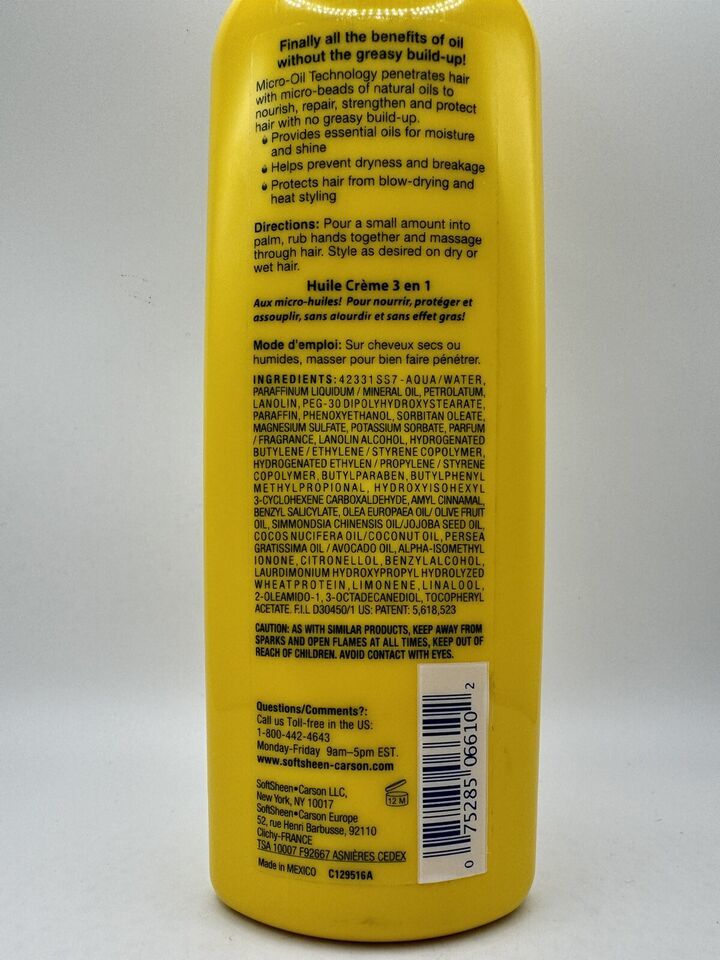 Finally all the benefits of oil
without the greasy build-up!
Micro-Oil Technology penetrates hair
with micro-beads of natural oils to
nourish, repair, strengthen and protect
hair with no greasy build-up.
Provides essential oils for moisture
and shine
Helps prevent dryness and breakage
Protects hair from blow-drying and
heat styling
Directions: Pour a small amount into
palm, rub hands together and massage
through hair. Style as desired on dry or
wet hair.
Huile Crème 3 en 1
Aux micro-huiles! Pour nourrir, protéger et
assouplir, sans alourdir et sans effet gras!
Mode d'emploi: Sur cheveux secs ou
humides, masser pour bien faire pénétrer.
INGREDIENTS: 42331 SS7 - AQUA / WATER,
PARAFFINUM LIQUIDUM / MINERAL OIL, PETROLATUM,
LANOLIN, PEG-30 DIPOLYHYDROXYSTEARATE,
PARAFFIN, PHENOXYETHANOL, SORBITAN OLEATE,
MAGNESIUM SULFATE, POTASSIUM SORBATE, PARFUM
/ FRAGRANCE, LANOLIN ALCOHOL, HYDROGENATED
BUTYLENE / ETHYLENE / STYRENE COPOLYMER,
HYDROGENATED ETHYLEN / PROPYLENE / STYRENE
COPOLYMER, BUTYLPARABEN, BUTYLPHENYL
METHYLPROPIONAL, HYDROXYISOHEXYL
3-CYCLOHEXENE CARBOXALDEHYDE, AMYL CINNAMAL,
BENZYL SALICYLATE, OLEA EUROPAEA OIL / OLIVE FRUIT
OIL, SIMMONDSIA CHINENSIS OIL/JOJOBA SEED OIL,
COCOS NUCIFERA OIL/COCONUT OIL, PERSEA
GRATISSIMA OIL / AVOCADO OIL, ALPHA-ISOMETHYL
IONONE, CITRONELLOL, BENZYL ALCOHOL,
LAURDIMONIUM HYDROXYPROPYL HYDROLYZED
WHEAT PROTEIN, LIMONENE, LINALOOL,
2-OLEAMIDO-1, 3-OCTADECANEDIOL, TOCOPHERYL
ACETATE. F.I.L D30450/1 US: PATENT: 5,618,523
CAUTION: AS WITH SIMILAR PRODUCTS, KEEP AWAY FROM
SPARKS AND OPEN FLAMES AT ALL TIMES, KEEP OUT OF
REACH OF CHILDREN. AVOID CONTACT WITH EYES.
Questions/Comments?:
Call us Toll-free in the US:
1-800-442-4643
Monday-Friday 9am–5pm EST.
www.softsheen-carson.com
SoftSheen•Carson LLC,
New York, NY 10017
SoftSheen•Carson Europe
52, rue Henri Barbusse, 92110
Clichy-FRANCE
TSA 10007 F92667 ASNIÈRES CEDEX
Made in MEXICO C129516A
12 M
0 75285 06610 2